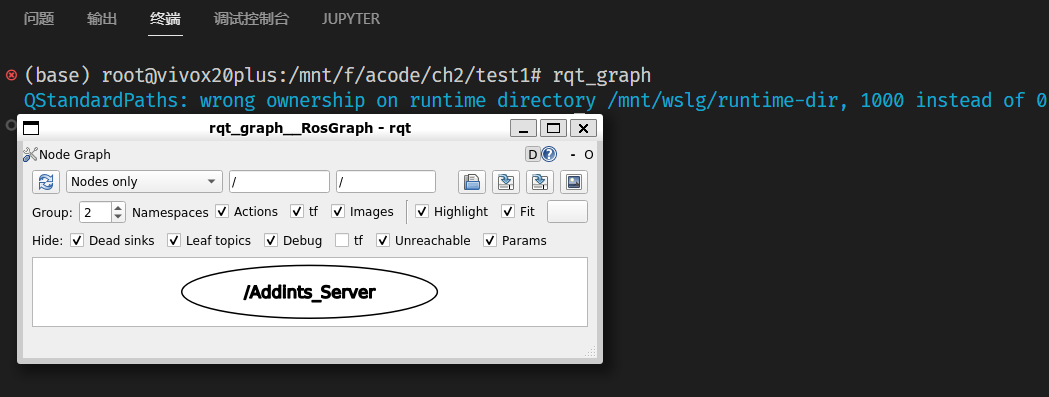 问题 输出 终端 调试控制台 JUPYTER
(base) root@vivox20plus:/mnt/f/acode/ch2/test1# rqt_graph
QStandardPaths: wrong ownership on runtime directory /mnt/wslg/runtime-dir, 1000 instead of 0
rqt_graph__RosGraph - rqt
Node Graph D ? - O
Nodes only / /
Group: 2 Namespaces Actions tf Images Highlight Fit
Hide: Dead sinks Leaf topics Debug tf Unreachable Params
/Addints_Server